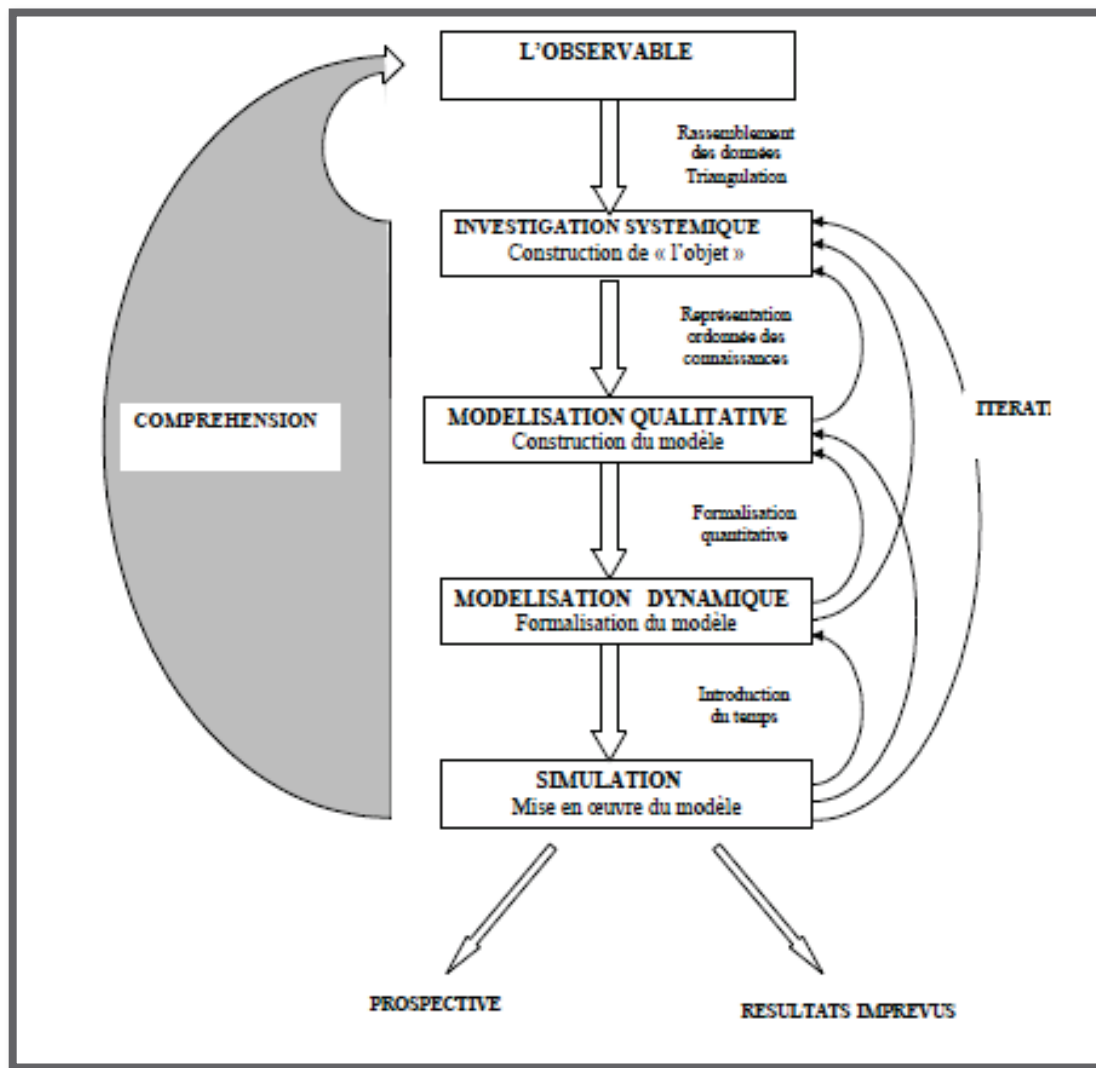 L'OBSERVABLE
Rassemblement
des données
Triangulation
INVESTIGATION SYSTEMIQUE
Construction de « l'objet »
Représentation
ordonnée des
connaissances
MODELISATION QUALITATIVE
Construction du modèle
COMPREHENSION
ITERATI
Formalisation
quantitative
MODELISATION DYNAMIQUE
Formalisation du modèle
Introduction
du temps
SIMULATION
Mise en œuvre du modèle
PROSPECTIVE
RESULTATS IMPREVUS